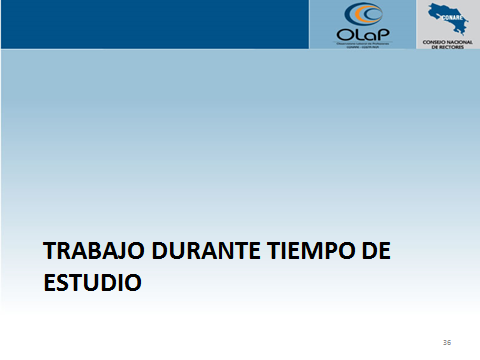 OLaP
CONARE
CONSEJO NACIONAL
DE RECTORES
TRABAJO DURANTE TIEMPO DE
ESTUDIO
36